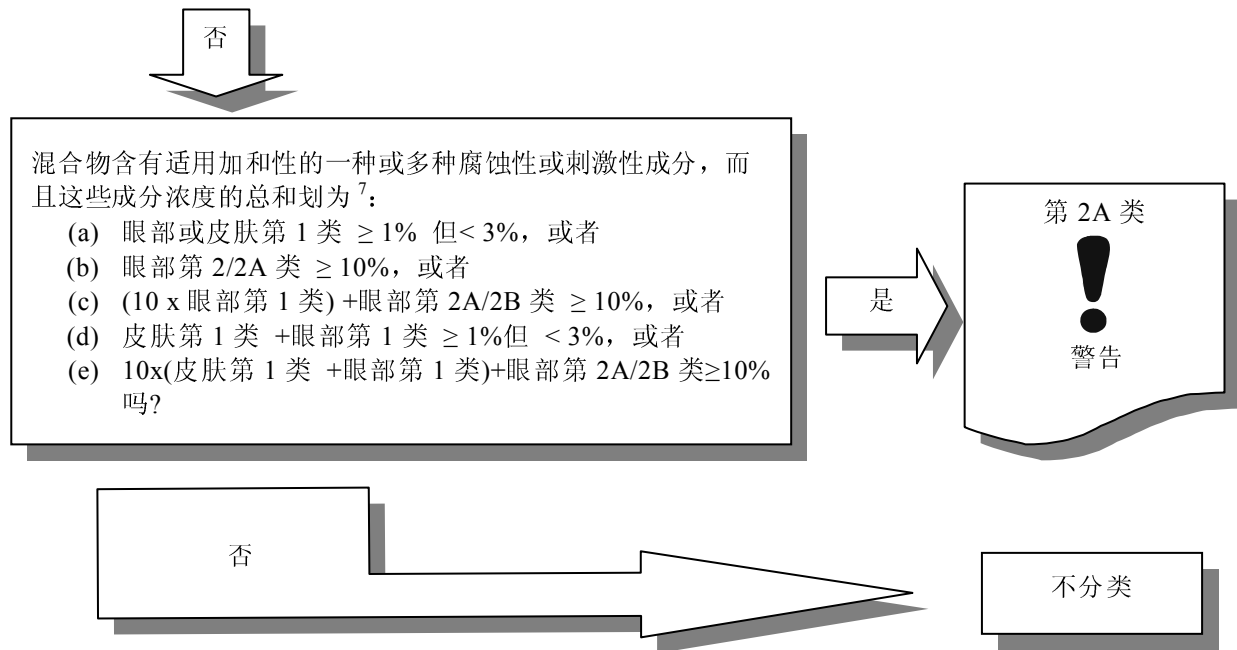 否
混合物含有适用加和性的一种或多种腐蚀性或刺激性成分，而
且这些成分浓度的总和划为 7：
(a) 眼部或皮肤第 1 类 ≥ 1% 但< 3%，或者
(b) 眼部第 2/2A 类 ≥ 10%，或者
(c) (10 x 眼部第 1 类) +眼部第 2A/2B 类 ≥ 10%，或者
(d) 皮肤第 1 类 +眼部第 1 类 ≥ 1%但 < 3%，或者
(e) 10x(皮肤第 1 类 +眼部第 1 类)+眼部第 2A/2B 类≥10%
吗?
是
第 2A 类
警告
否
不分类